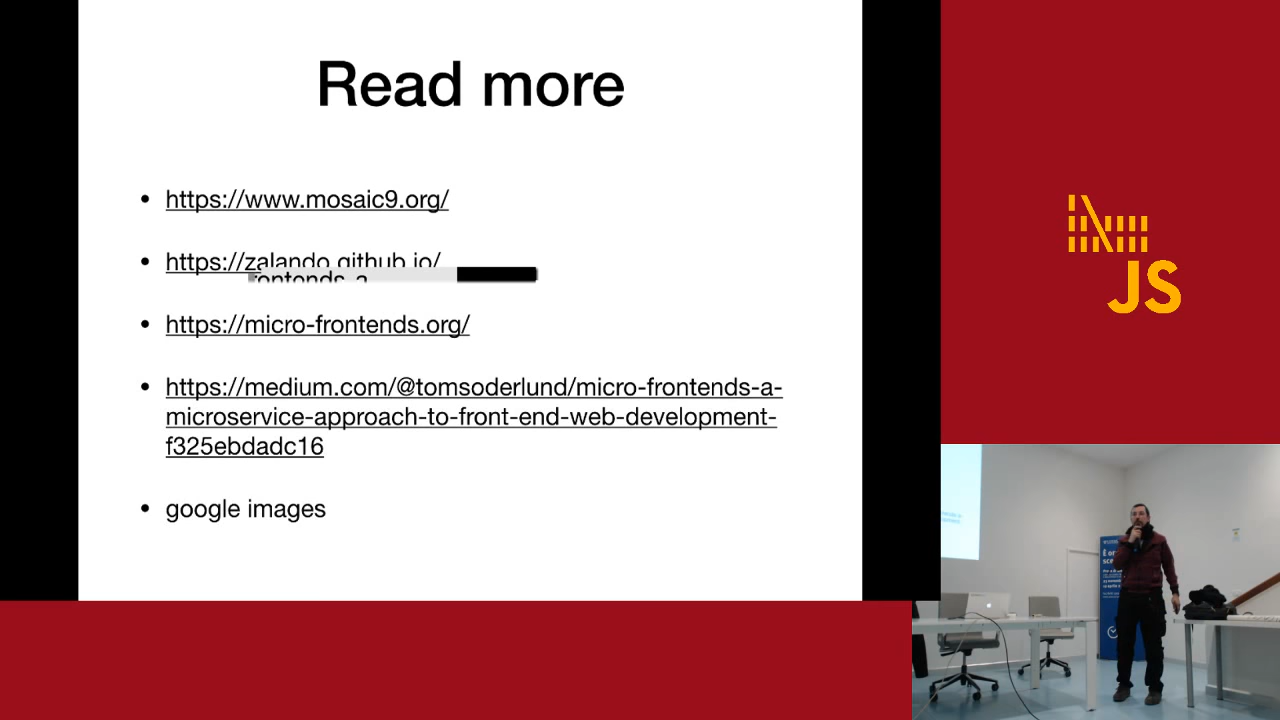 Read more
• https://www.mosaic9.org/
• https://zalando.github.io/
• https://micro-frontends.org/
• https://medium.com/@tomsoderlund/micro-frontends-a-
microservice-approach-to-front-end-web-development-
f325ebdadc16
• google images
JS